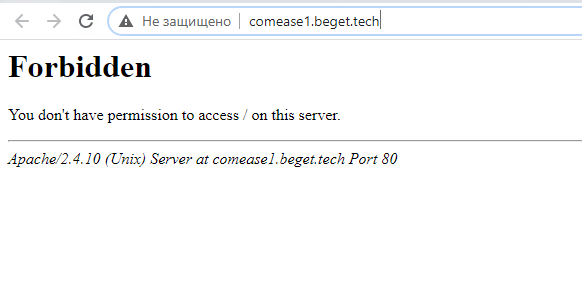 Не защищено | comease1.beget.tech
Forbidden
You don't have permission to access / on this server.
Apache/2.4.10 (Unix) Server at comease1.beget.tech Port 80